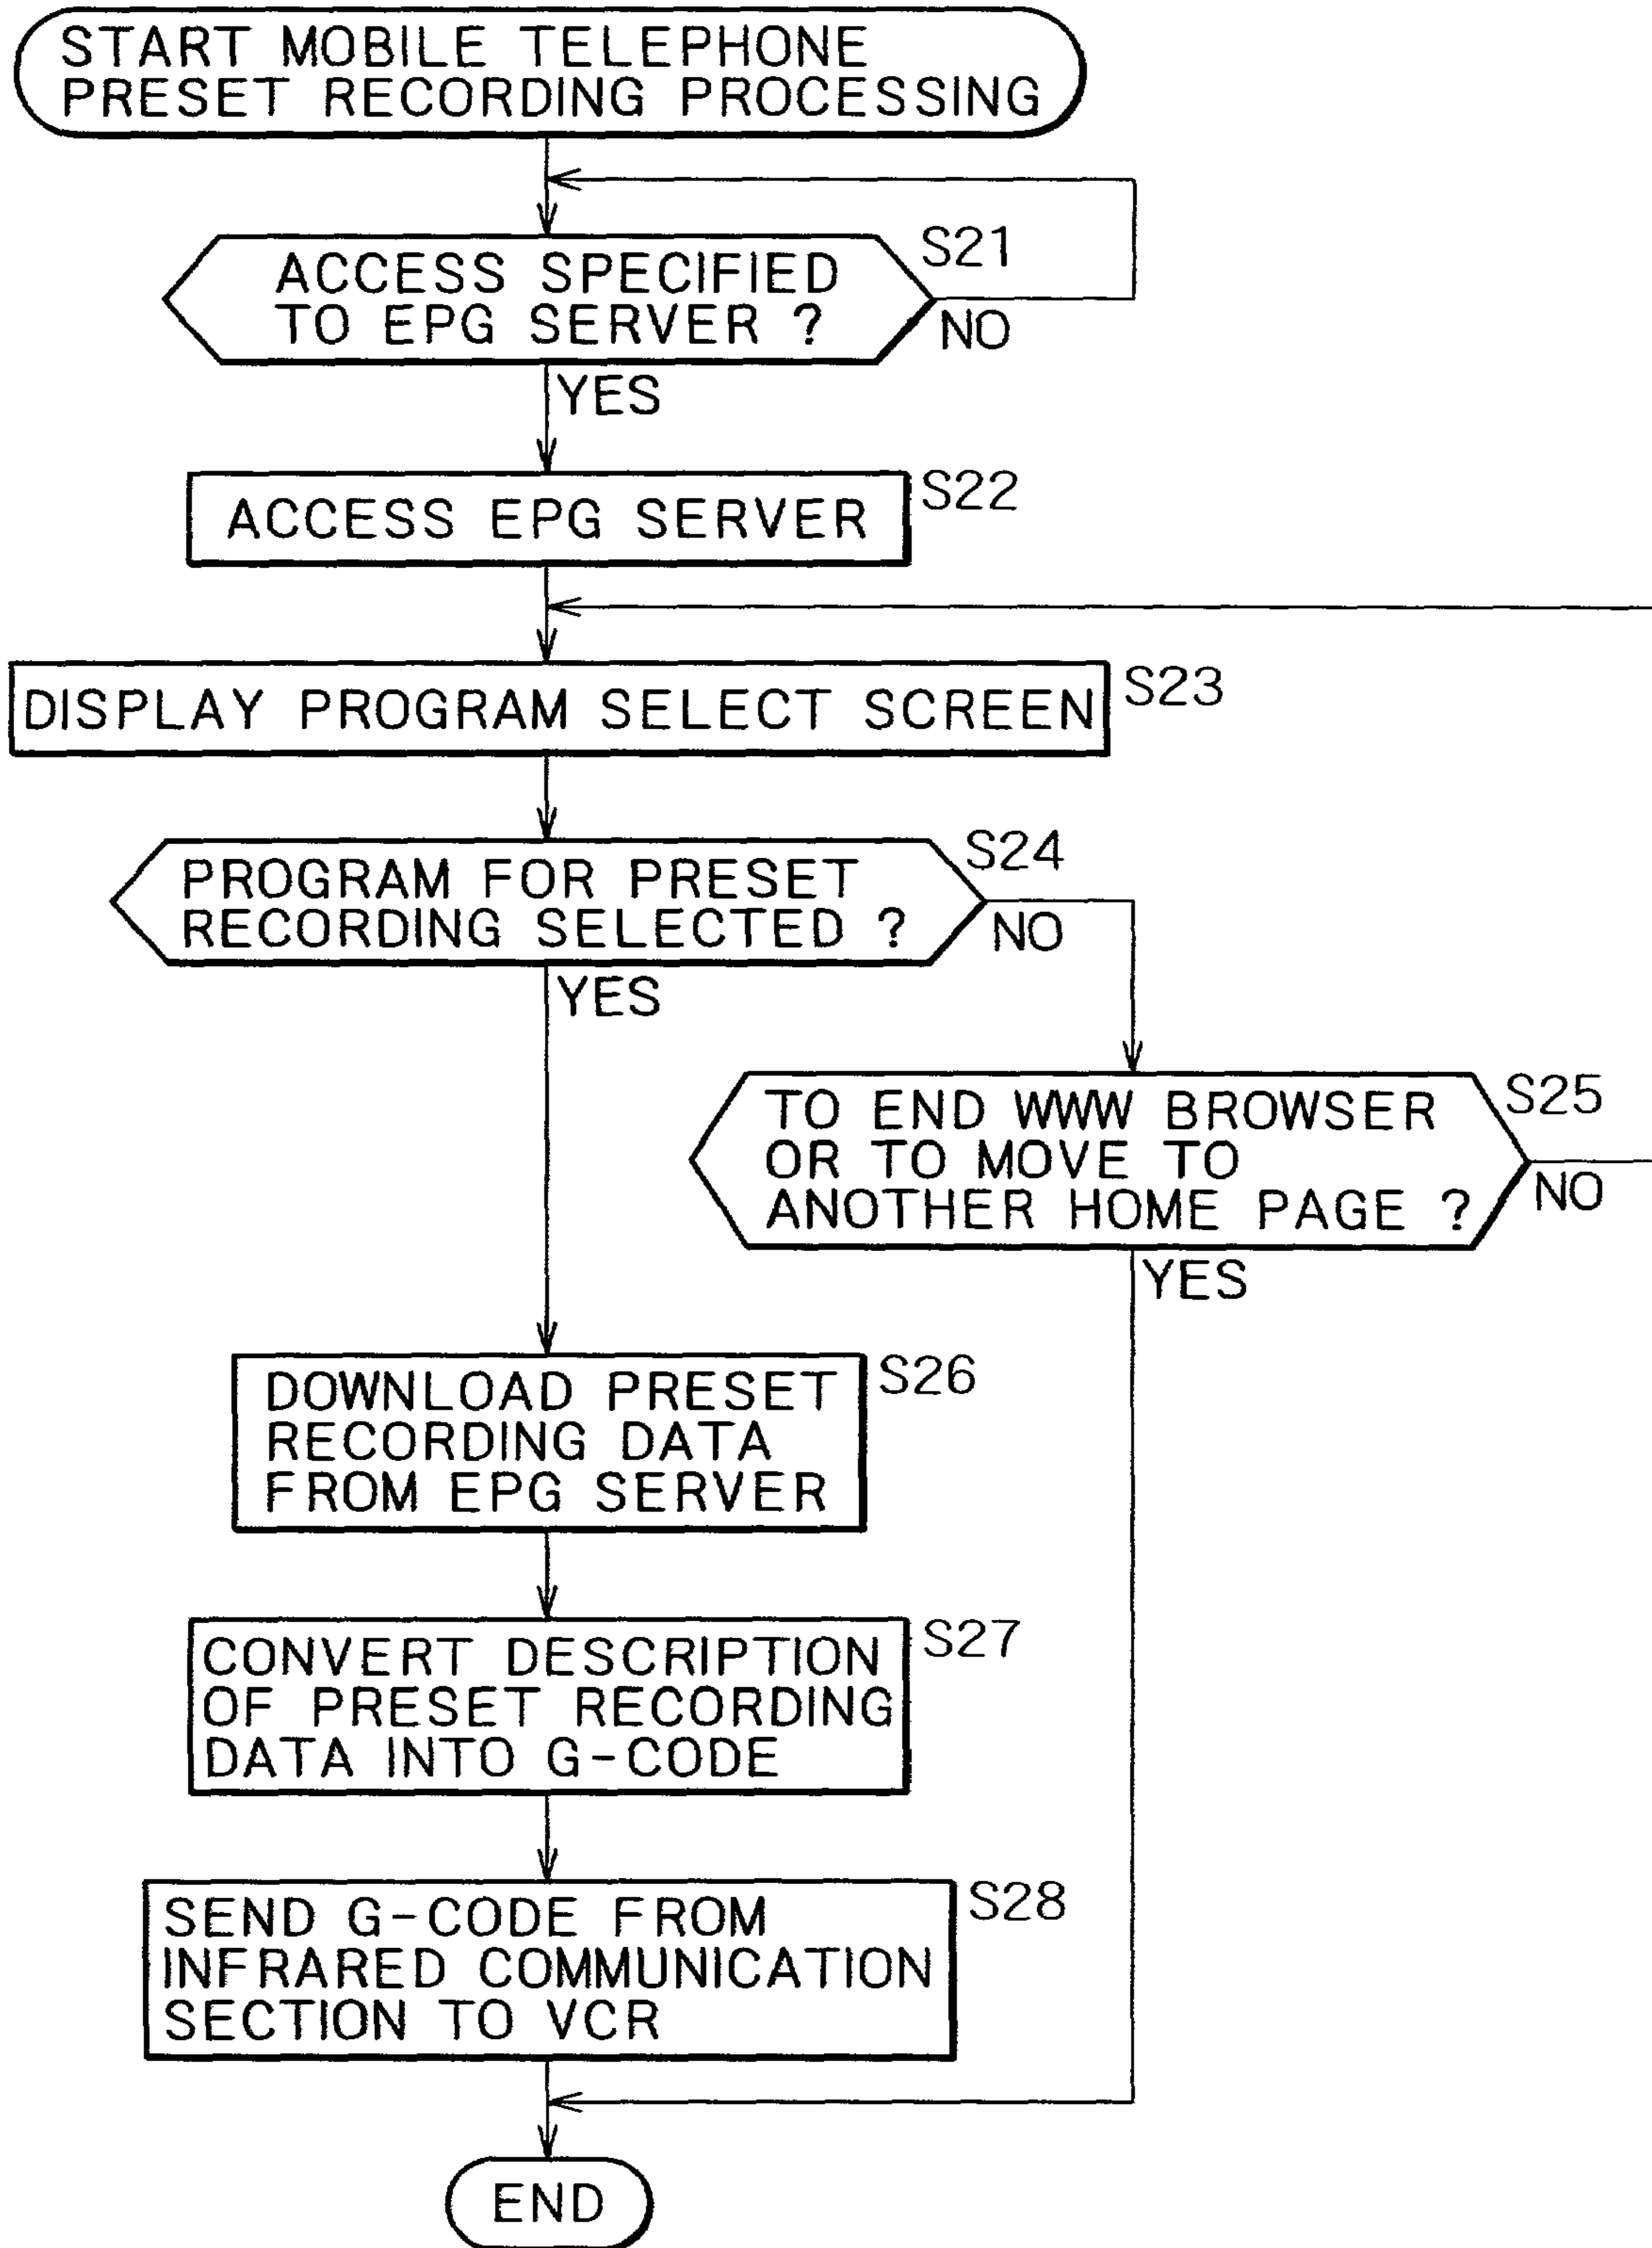 START MOBILE TELEPHONE
PRESET RECORDING PROCESSING
S21
ACCESS SPECIFIED
TO EPG SERVER ?
NO
YES
S22
ACCESS EPG SERVER
S23
DISPLAY PROGRAM SELECT SCREEN
S24
PROGRAM FOR PRESET
RECORDING SELECTED ?
NO
YES
S25
TO END WWW BROWSER
OR TO MOVE TO
ANOTHER HOME PAGE ?
NO
YES
S26
DOWNLOAD PRESET
RECORDING DATA
FROM EPG SERVER
S27
CONVERT DESCRIPTION
OF PRESET RECORDING
DATA INTO G-CODE
S28
SEND G-CODE FROM
INFRARED COMMUNICATION
SECTION TO VCR
END